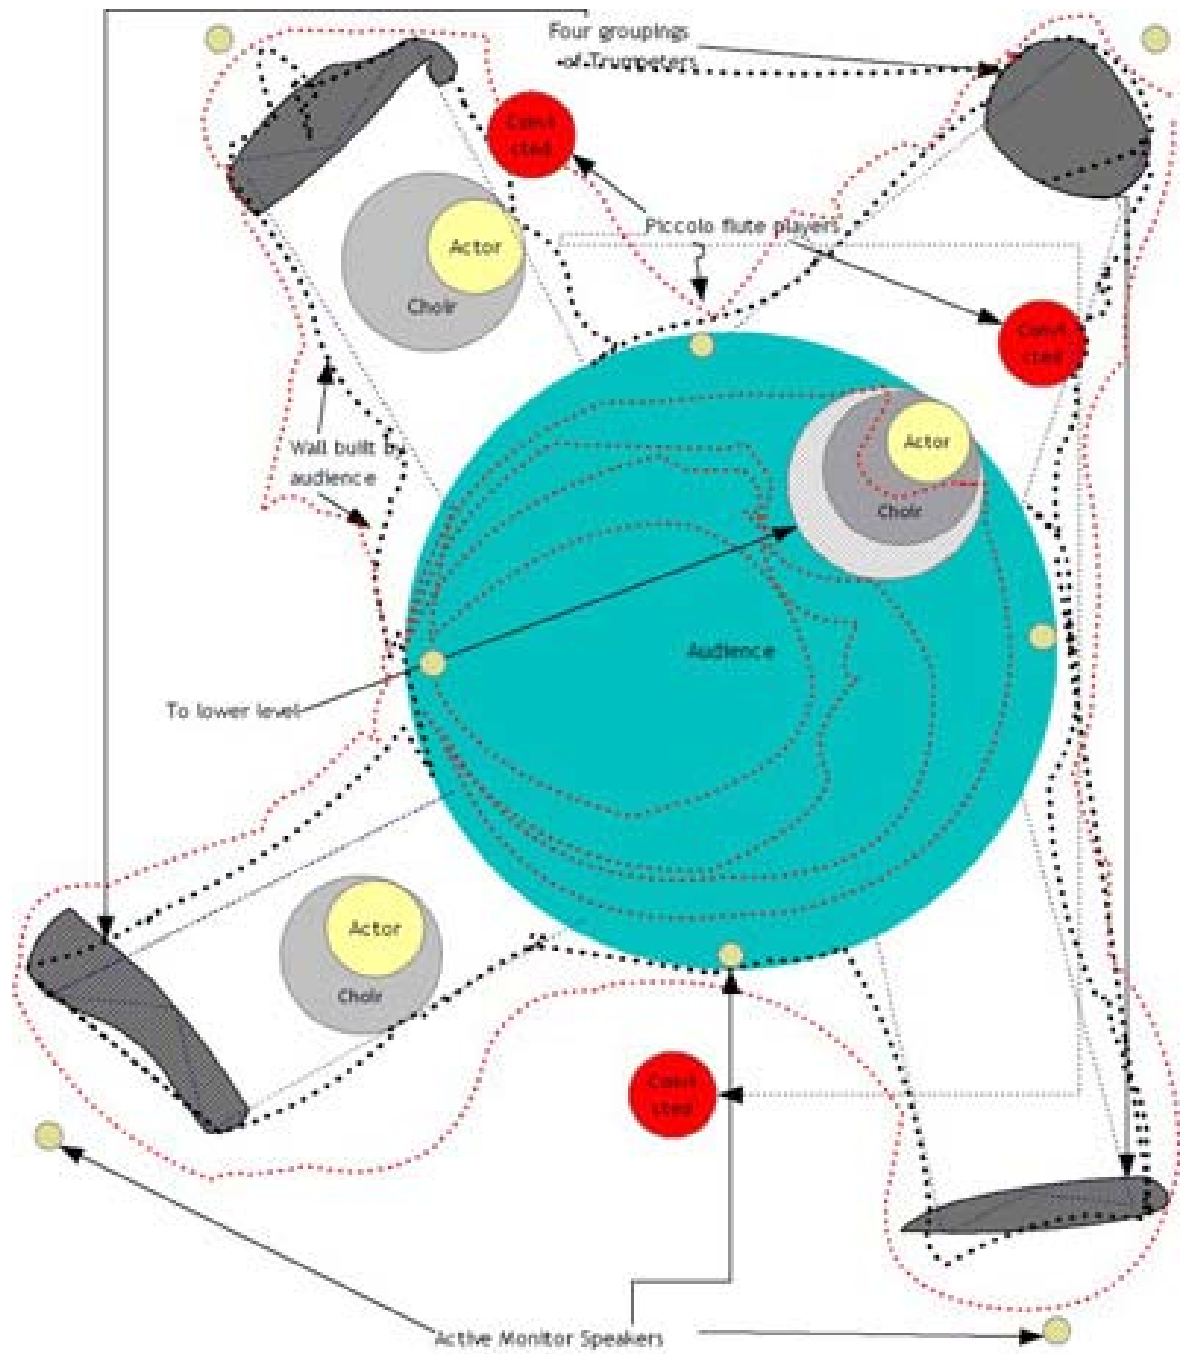 Four groupings
of Trumpeters
Convi
cted
Piccolo flute players
Actor
Choir
Convi
cted
Actor
Choir
Wall built by
audience
Audience
To lower level
Actor
Choir
Convi
cted
Active Monitor Speakers